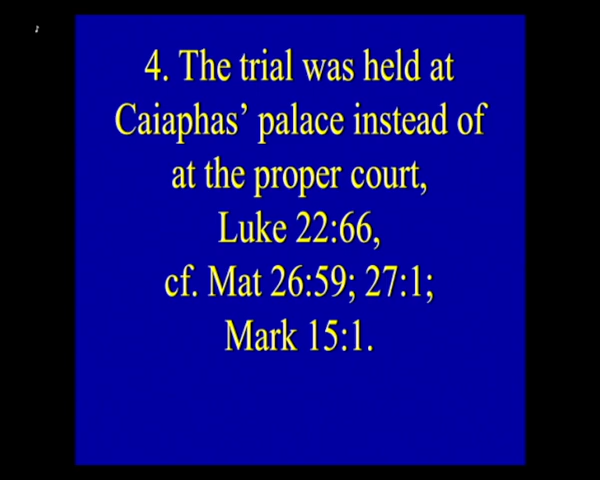 4. The trial was held at
Caiaphas’ palace instead of
at the proper court,
Luke 22:66,
cf. Mat 26:59; 27:1;
Mark 15:1.